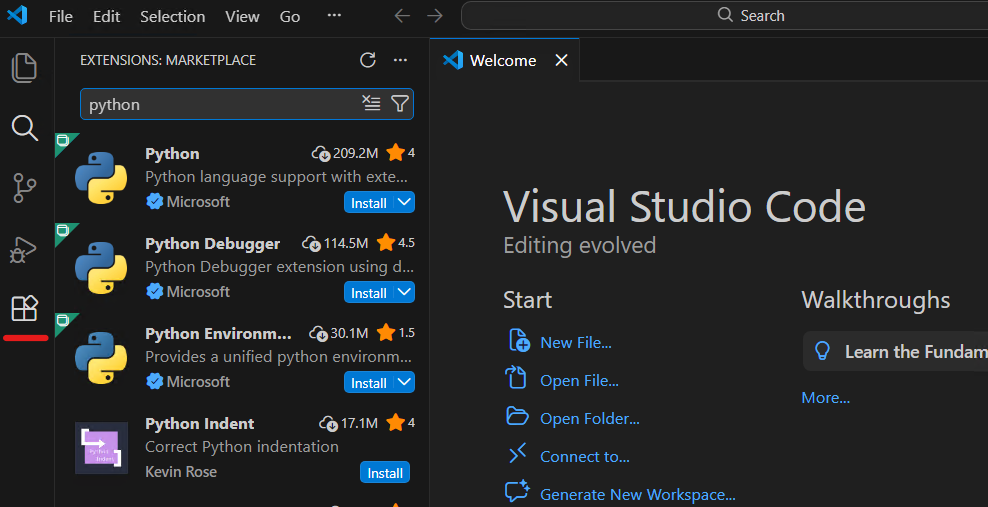 File Edit Selection View Go ··· Search
EXTENSIONS: MARKETPLACE ···
Welcome
python
Python 209.2M 4
Python language support with exte...
Microsoft Install
Python Debugger 114.5M 4.5
Python Debugger extension using d...
Microsoft Install
Python Environm... 30.1M 1.5
Provides a unified python environm...
Microsoft Install
Python Indent 17.1M 4
Correct Python indentation
Kevin Rose Install
Visual Studio Code
Editing evolved
Start
New File...
Open File...
Open Folder...
Connect to...
Generate New Workspace...
Walkthroughs
Learn the Fundam
More...